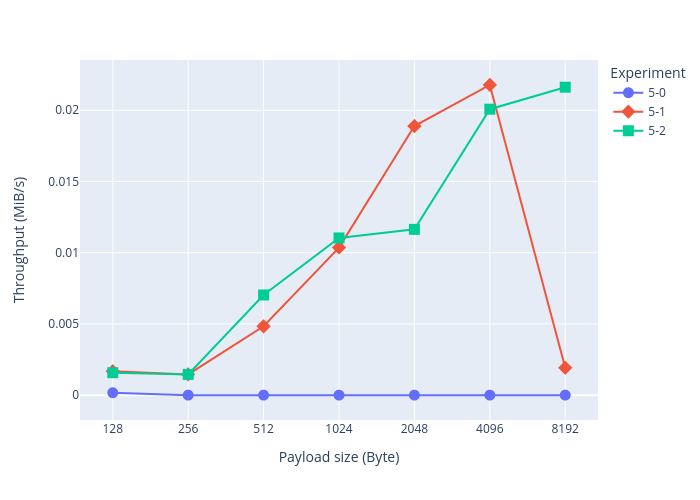 Experiment
5-0
5-1
5-2
Throughput (MiB/s)
0.02
0.015
0.01
0.005
0
128 256 512 1024 2048 4096 8192
Payload size (Byte)